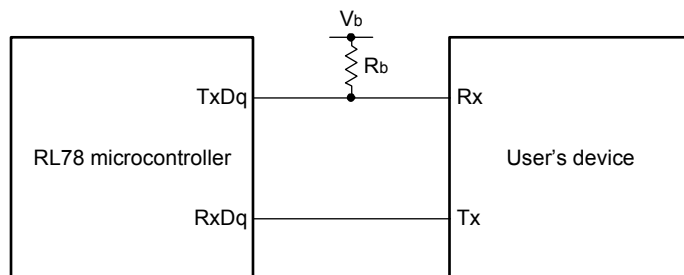 Vb
Rb
TxDq
Rx
RL78 microcontroller
User's device
RxDq
Tx